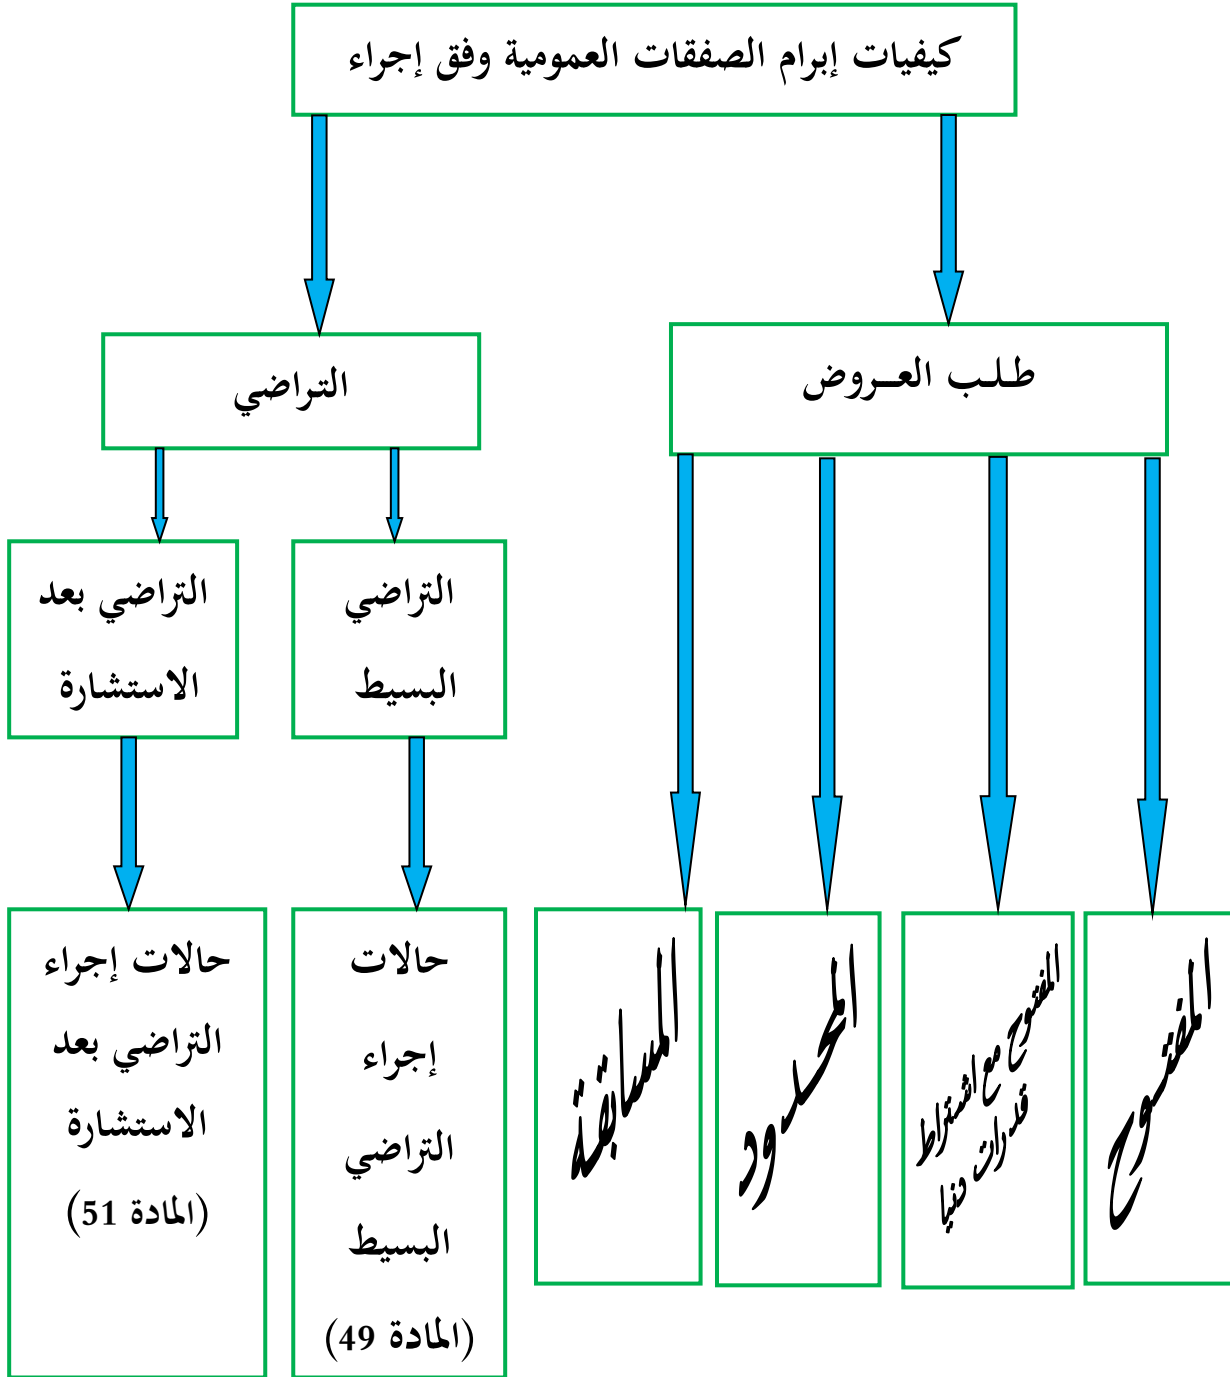 كيفيات إبرام الصفقات العمومية وفق إجراء
طلب العروض
التراضي
التراضي
البسيط
التراضي بعد
الاستشارة
المفتوح
المفتوح مع اشتراط
قدرات دنيا
المحدود
المسابقة
حالات
إجراء
التراضي
البسيط
(المادة 49)
حالات إجراء
التراضي بعد
الاستشارة
(المادة 51)